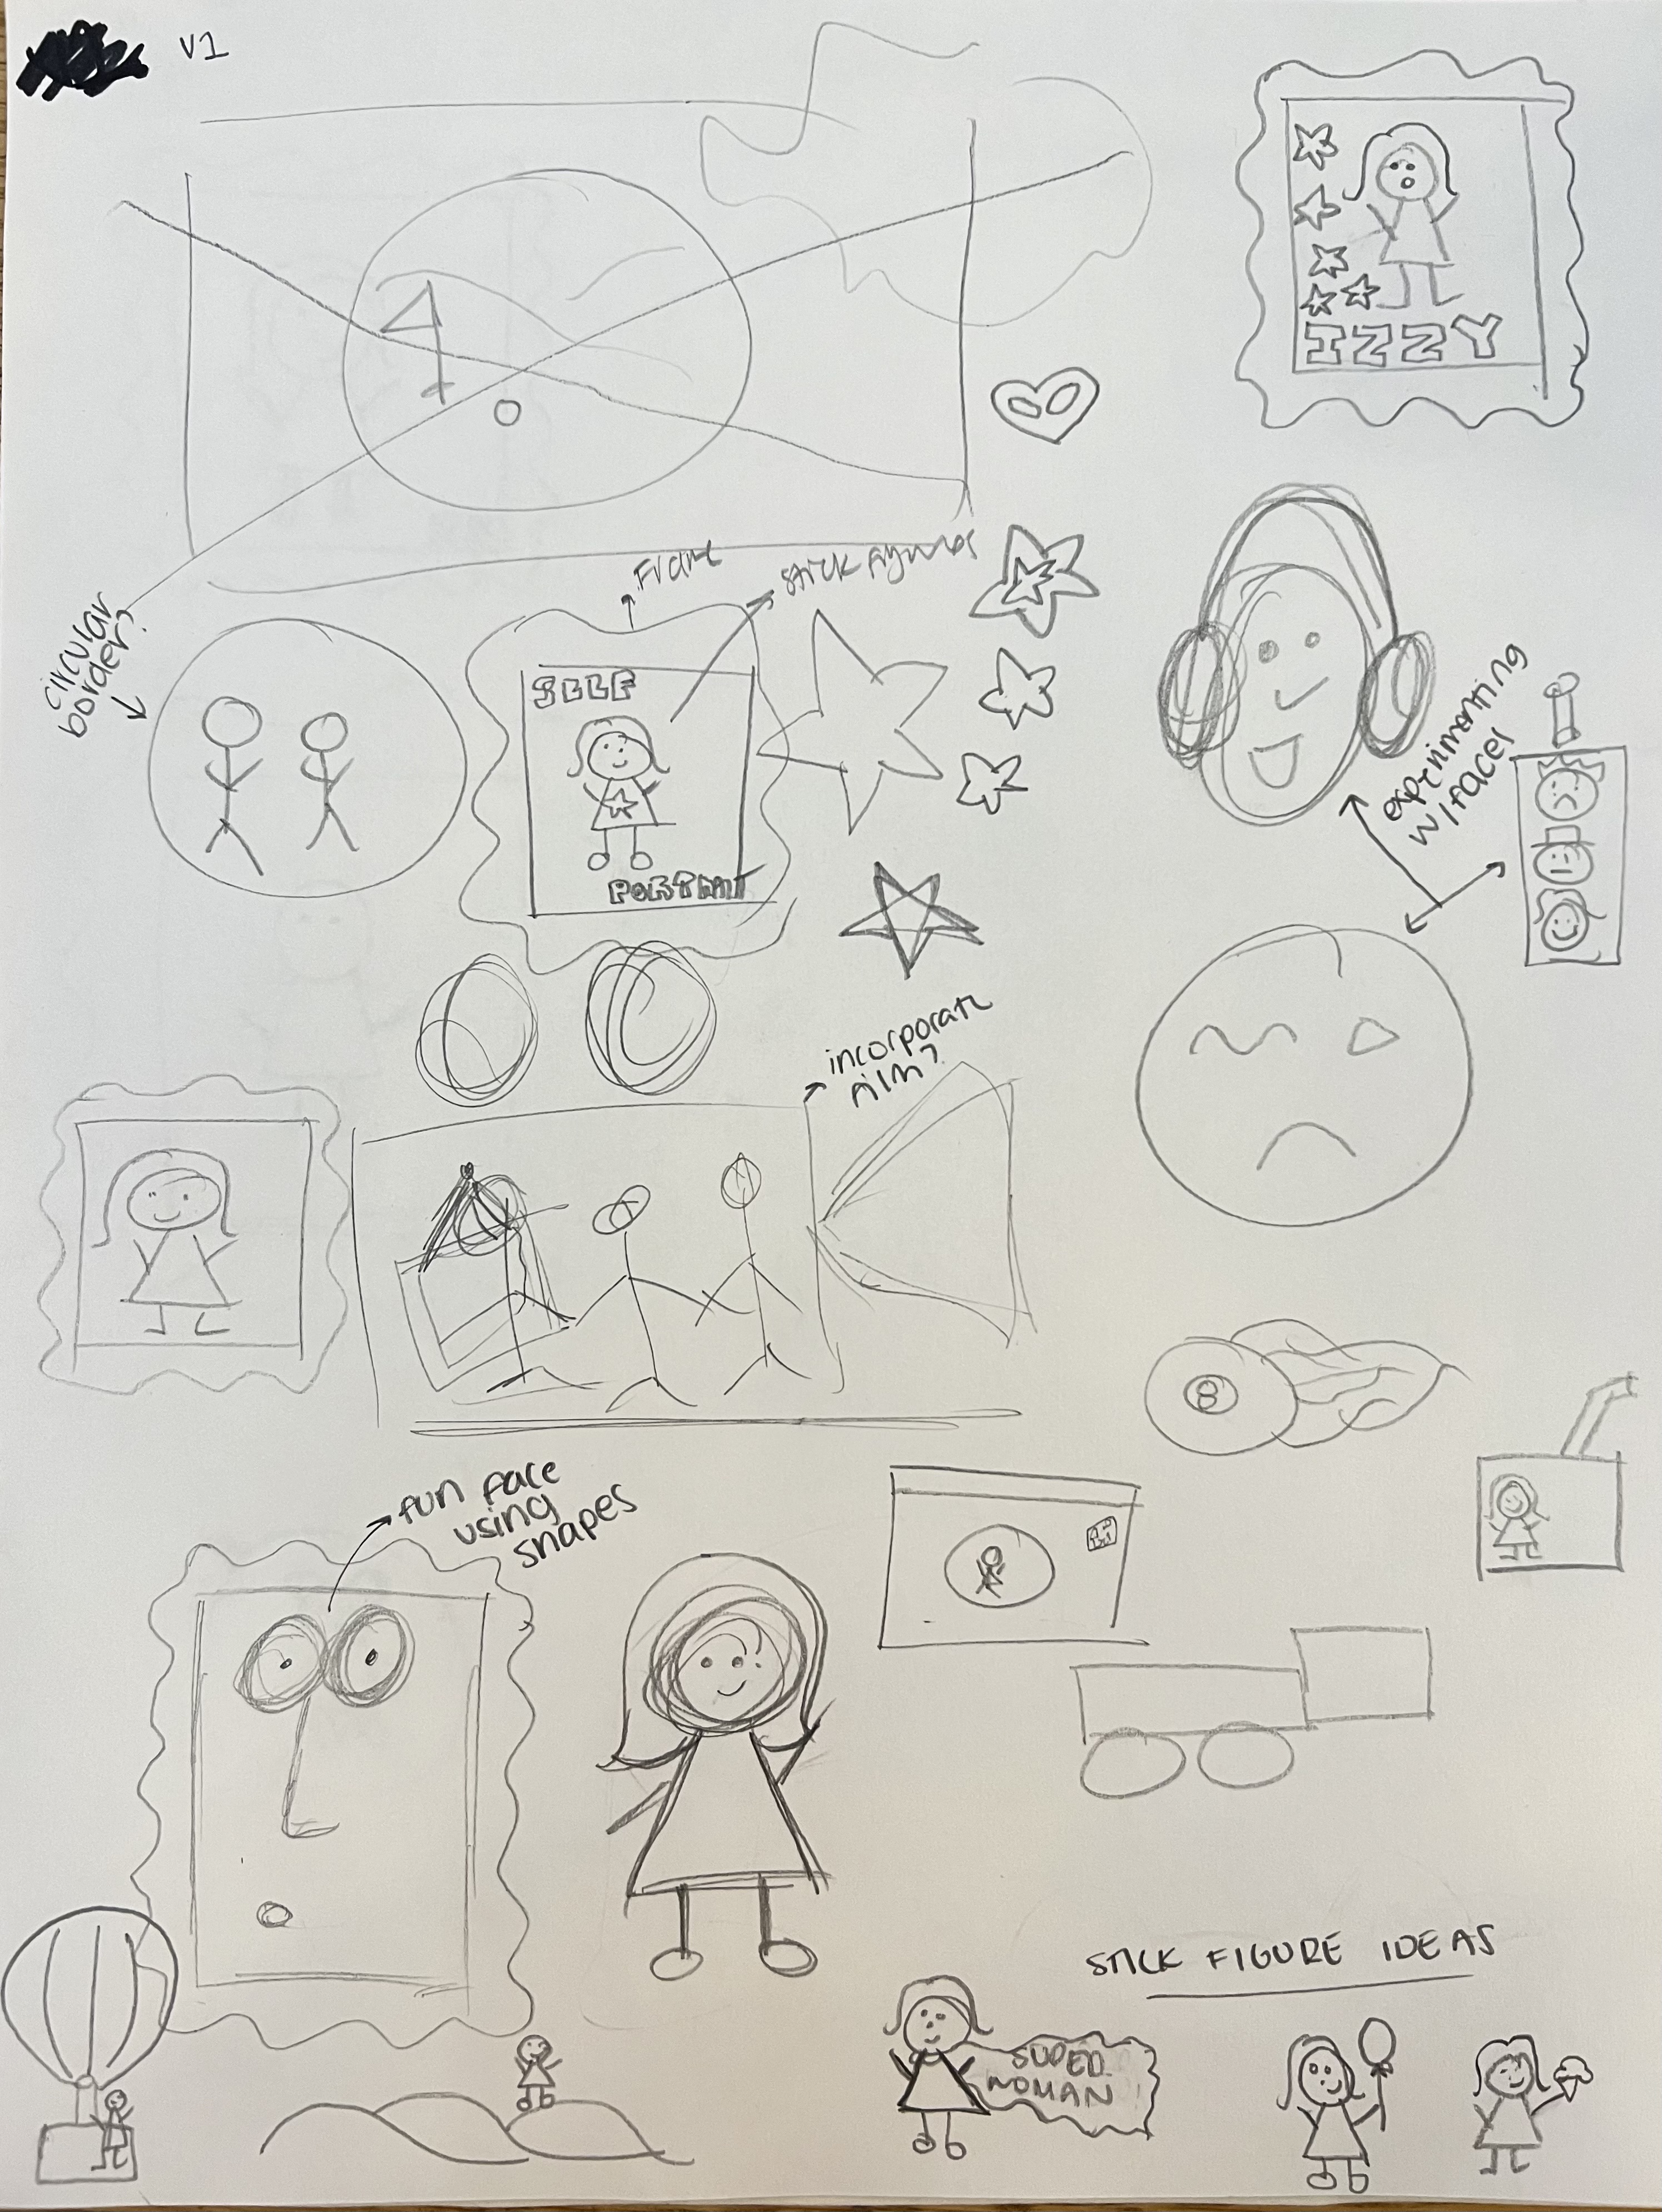 V1
IZZY
Frame
stick figures
circular
border?
SELF
PORTRAIT
experimenting
w/faces
incorporate
film?
8
fun face
using
shapes
STICK FIGURE IDEAS
SUPER
WOMAN